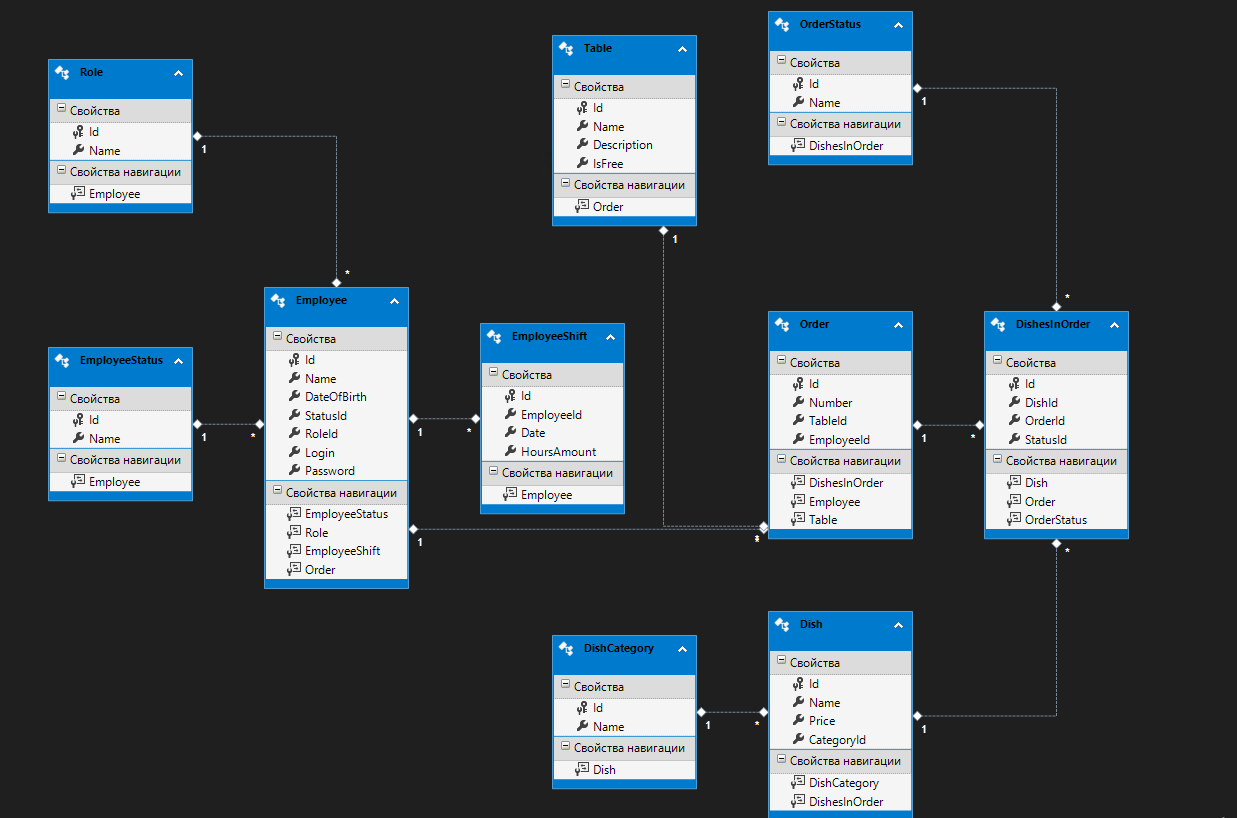 Role
Свойства
Id
Name
Свойства навигации
Employee
1
*
Table
Свойства
Id
Name
Description
IsFree
Свойства навигации
Order
1
OrderStatus
Свойства
Id
Name
Свойства навигации
DishesInOrder
1
*
EmployeeStatus
Свойства
Id
Name
Свойства навигации
Employee
1
*
Employee
Свойства
Id
Name
DateOfBirth
StatusId
RoleId
Login
Password
Свойства навигации
EmployeeStatus
Role
EmployeeShift
Order
1
*
1
EmployeeShift
Свойства
Id
EmployeeId
Date
HoursAmount
Свойства навигации
Employee
Order
Свойства
Id
Number
TableId
EmployeeId
Свойства навигации
DishesInOrder
Employee
Table
*
*
1
*
DishesInOrder
Свойства
Id
DishId
OrderId
StatusId
Свойства навигации
Dish
Order
OrderStatus
*
DishCategory
Свойства
Id
Name
Свойства навигации
Dish
1
*
Dish
Свойства
Id
Name
Price
CategoryId
Свойства навигации
DishCategory
DishesInOrder
1